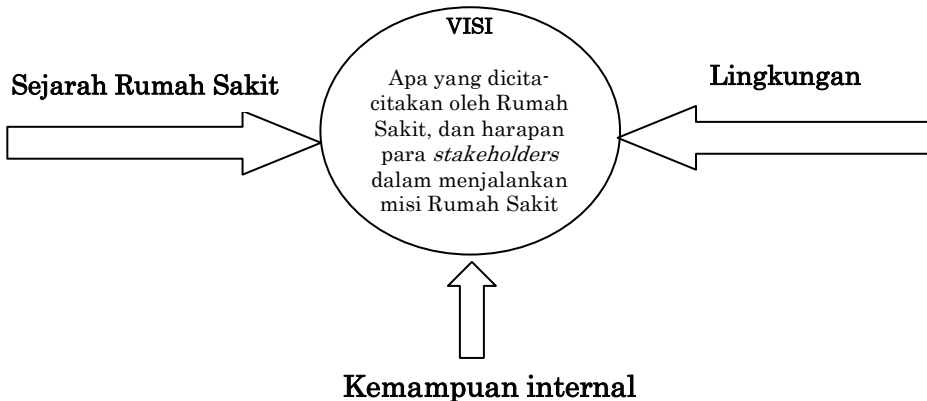 VISI
Sejarah Rumah Sakit
Lingkungan
Apa yang dicita-
citakan oleh Rumah
Sakit, dan harapan
para stakeholders
dalam menjalankan
misi Rumah Sakit
Kemampuan internal